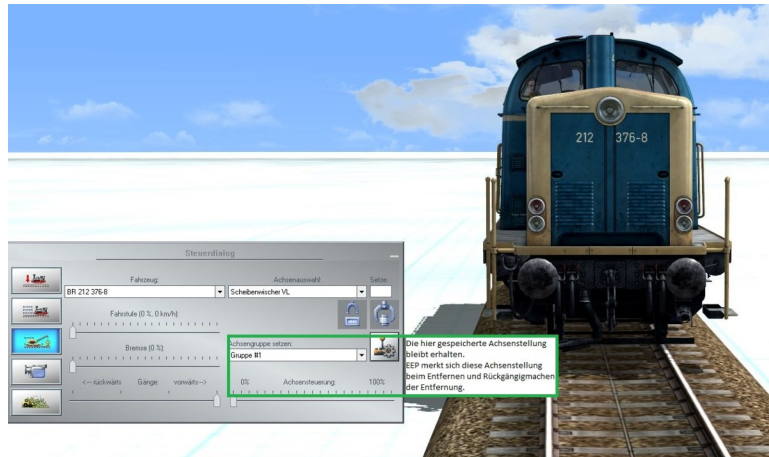 212 376-8
Steuerdialog
Fahrzeug: Achsenauswahl: Setze:
BR 212 376-8 Scheibenwischer VL
Fahrstufe (0 %, 0 km/h):
Bremse (0 %):
<-- rückwärts Gänge: vorwärts-->
Achsengruppe setzen:
Gruppe #1
0% Achsensteuerung: 100%
Die hier gespeicherte Achsenstellung
bleibt erhalten.
EEP merkt sich diese Achsenstellung
beim Entfernen und Rückgängigmachen
der Entfernung.